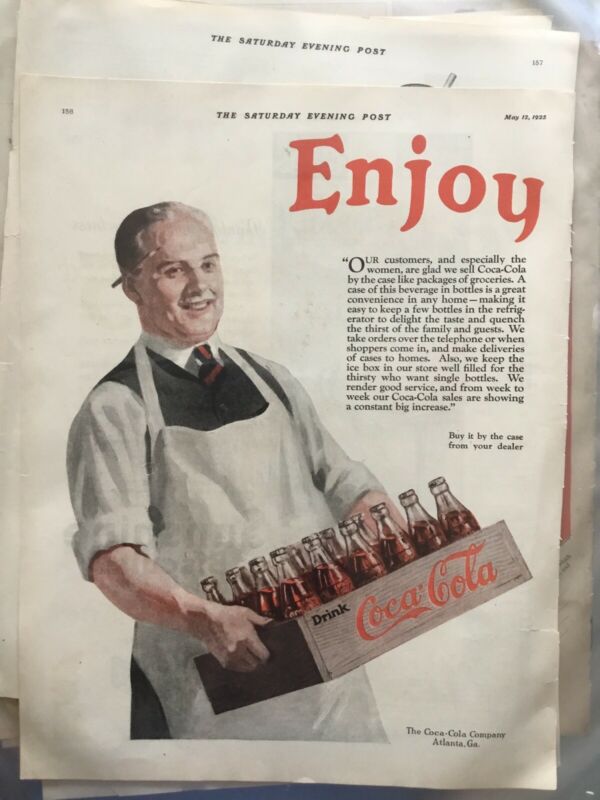 THE SATURDAY EVENING POST
157
158
THE SATURDAY EVENING POST
May 12, 1923
Enjoy
“OUR customers, and especially the
women, are glad we sell Coca-Cola
by the case like packages of groceries. A
case of this beverage in bottles is a great
convenience in any home—making it
easy to keep a few bottles in the refrig-
erator to delight the taste and quench
the thirst of the family and guests. We
take orders over the telephone or when
shoppers come in, and make deliveries
of cases to homes. Also, we keep the
ice box in our store well filled for the
thirsty who want single bottles. We
render good service, and from week to
week our Coca-Cola sales are showing
a constant big increase.”
Buy it by the case
from your dealer
Drink Coca-Cola
The Coca-Cola Company
Atlanta, Ga.